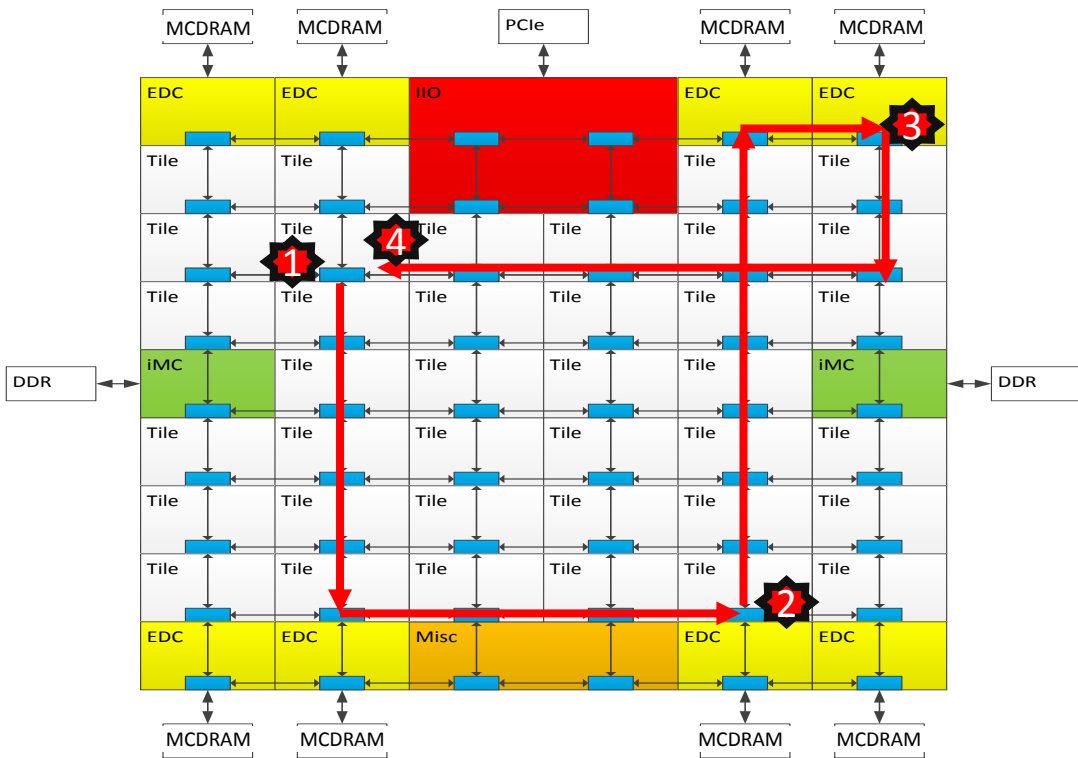 MCDRAM MCDRAM PCIe MCDRAM MCDRAM
EDC EDC IIO EDC EDC
3
Tile Tile Tile Tile
Tile Tile 4 Tile Tile Tile Tile
1
Tile Tile Tile Tile Tile Tile
iMC Tile Tile Tile Tile iMC
DDR DDR
Tile Tile Tile Tile Tile Tile
Tile Tile Tile Tile Tile Tile
Tile Tile Tile Tile Tile Tile
2
EDC EDC Misc EDC EDC
MCDRAM MCDRAM MCDRAM MCDRAM